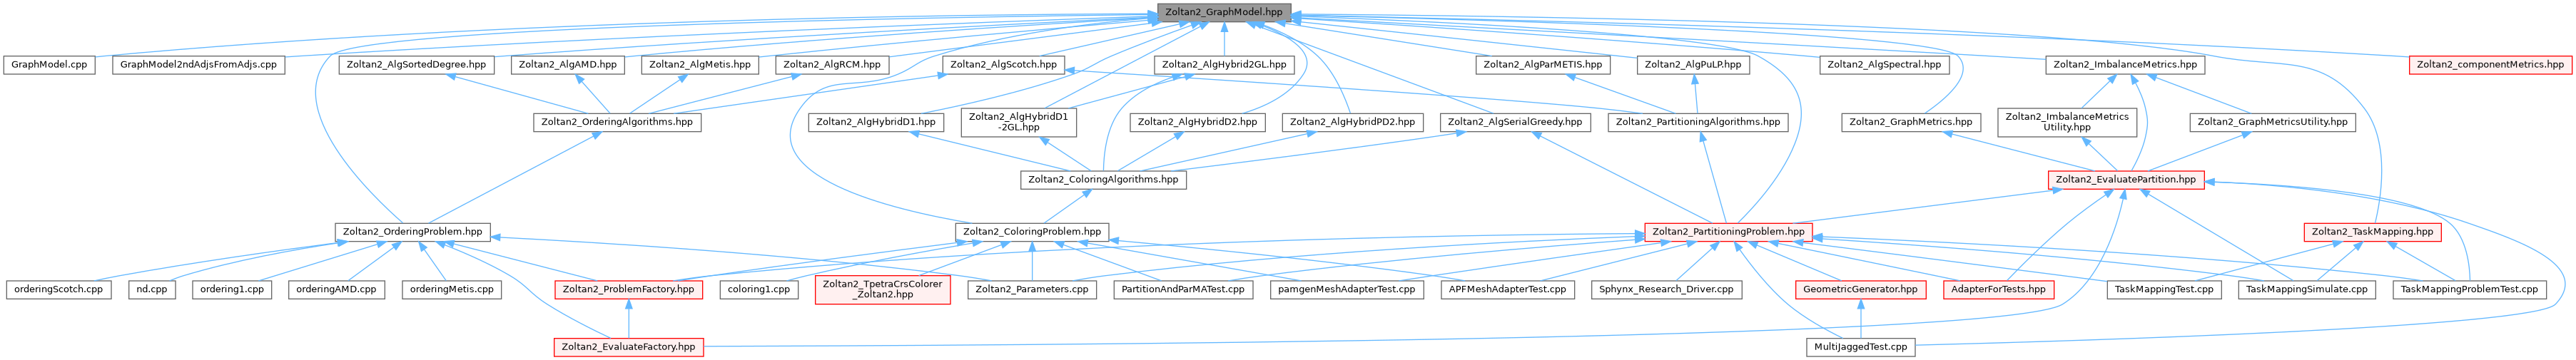 Zoltan2_GraphModel.hpp
GraphModel.cpp
GraphModel2ndAdjsFromAdjs.cpp
Zoltan2_AlgSortedDegree.hpp
Zoltan2_AlgAMD.hpp
Zoltan2_AlgMetis.hpp
Zoltan2_AlgRCM.hpp
Zoltan2_AlgScotch.hpp
Zoltan2_AlgHybrid2GL.hpp
Zoltan2_AlgParMETIS.hpp
Zoltan2_AlgPuLP.hpp
Zoltan2_AlgSpectral.hpp
Zoltan2_ImbalanceMetrics.hpp
Zoltan2_componentMetrics.hpp
Zoltan2_OrderingAlgorithms.hpp
Zoltan2_AlgHybridD1.hpp
Zoltan2_AlgHybridD1
-2GL.hpp
Zoltan2_AlgHybridD2.hpp
Zoltan2_AlgHybridPD2.hpp
Zoltan2_AlgSerialGreedy.hpp
Zoltan2_PartitioningAlgorithms.hpp
Zoltan2_GraphMetrics.hpp
Zoltan2_ImbalanceMetrics
Utility.hpp
Zoltan2_GraphMetricsUtility.hpp
Zoltan2_ColoringAlgorithms.hpp
Zoltan2_EvaluatePartition.hpp
Zoltan2_OrderingProblem.hpp
Zoltan2_ColoringProblem.hpp
Zoltan2_PartitioningProblem.hpp
Zoltan2_TaskMapping.hpp
orderingScotch.cpp
nd.cpp
ordering1.cpp
orderingAMD.cpp
orderingMetis.cpp
Zoltan2_ProblemFactory.hpp
coloring1.cpp
Zoltan2_TpetraCrsColorer
_Zoltan2.hpp
Zoltan2_Parameters.cpp
PartitionAndParMATest.cpp
pamgenMeshAdapterTest.cpp
APFMeshAdapterTest.cpp
Sphynx_Research_Driver.cpp
GeometricGenerator.hpp
AdapterForTests.hpp
TaskMappingTest.cpp
TaskMappingSimulate.cpp
TaskMappingProblemTest.cpp
Zoltan2_EvaluateFactory.hpp
MultiJaggedTest.cpp